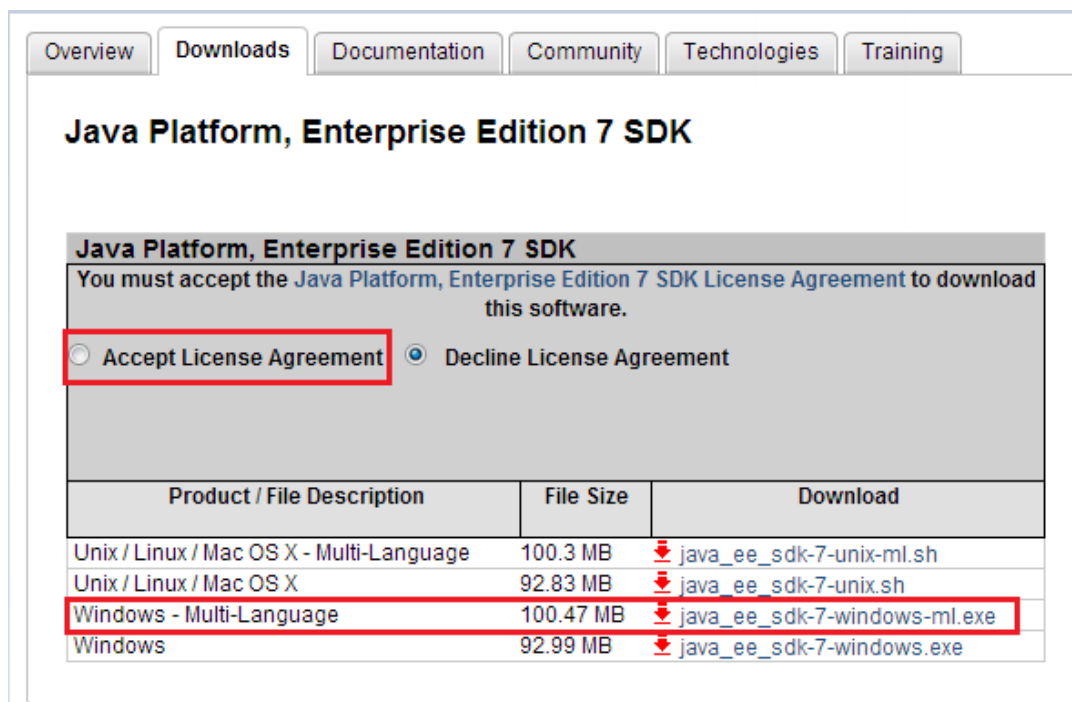 Overview Downloads Documentation Community Technologies Training
Java Platform, Enterprise Edition 7 SDK
Java Platform, Enterprise Edition 7 SDK
You must accept the Java Platform, Enterprise Edition 7 SDK License Agreement to download
this software.
Accept License Agreement Decline License Agreement
Product / File Description File Size Download
Unix / Linux / Mac OS X - Multi-Language 100.3 MB java_ee_sdk-7-unix-ml.sh
Unix / Linux / Mac OS X 92.83 MB java_ee_sdk-7-unix.sh
Windows - Multi-Language 100.47 MB java_ee_sdk-7-windows-ml.exe
Windows 92.99 MB java_ee_sdk-7-windows.exe